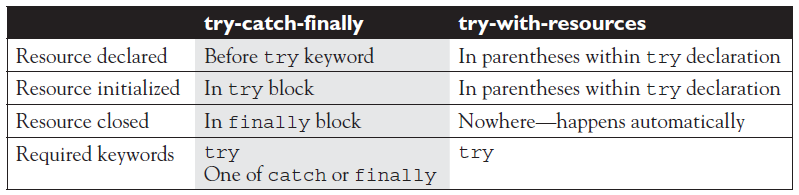 try-catch-finally try-with-resources
Resource declared Before try keyword In parentheses within try declaration
Resource initialized In try block In parentheses within try declaration
Resource closed In finally block Nowhere—happens automatically
Required keywords try try
One of catch or finally